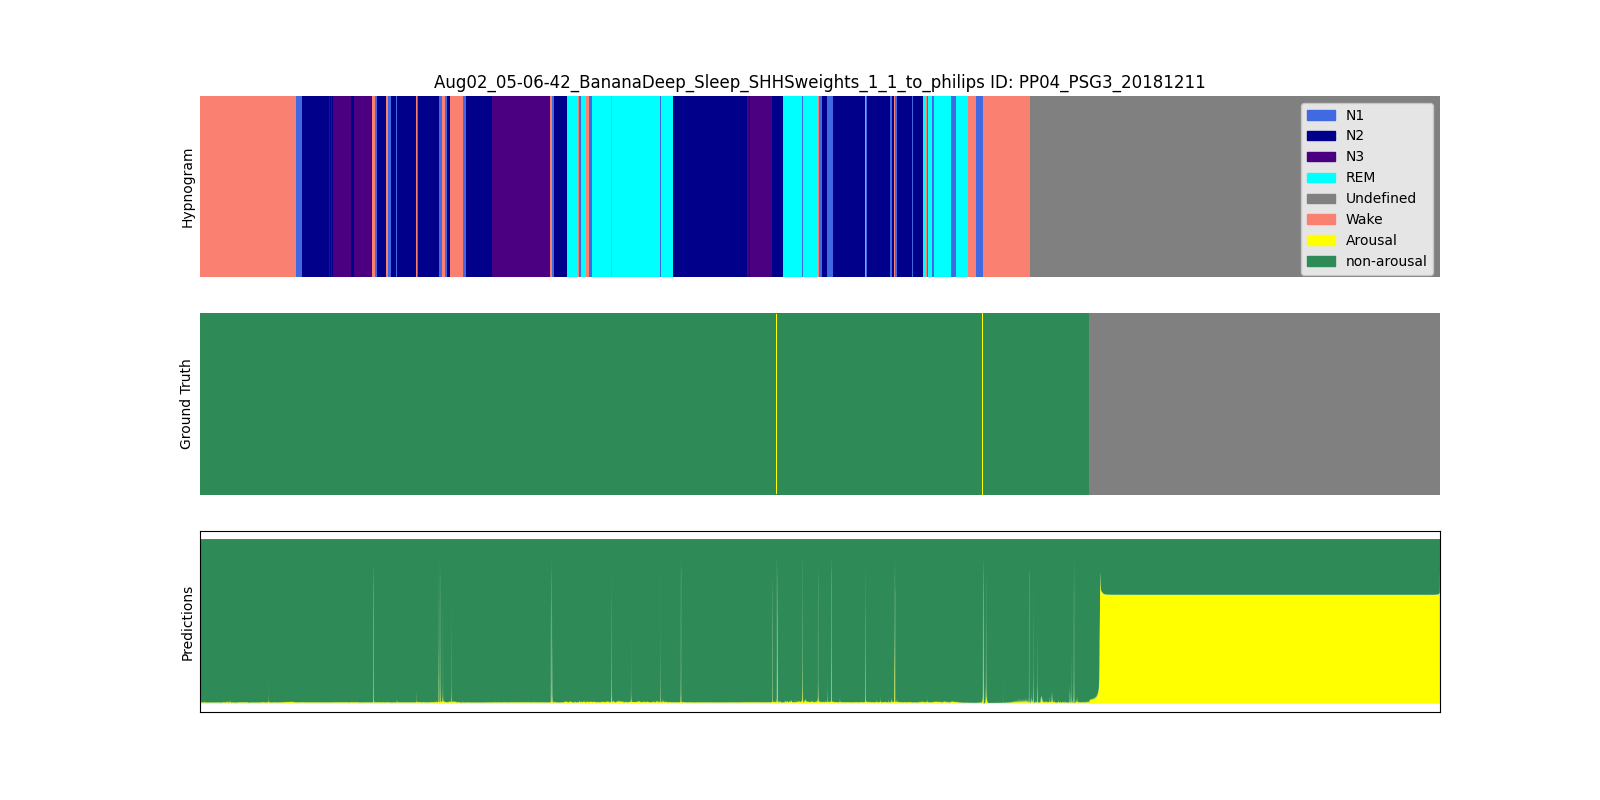 Aug02_05-06-42_BananaDeep_Sleep_SHHSweights_1_1_to_philips ID: PP04_PSG3_20181211
Hypnogram
N1
N2
N3
REM
Undefined
Wake
Arousal
non-arousal
Ground Truth
Predictions